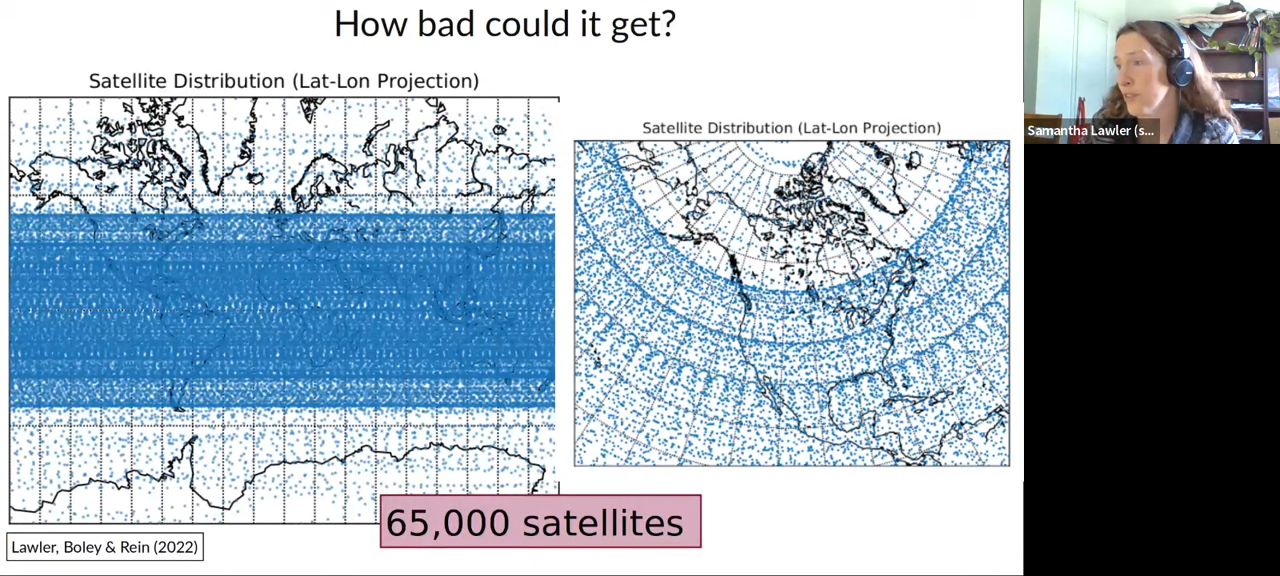 How bad could it get?
Satellite Distribution (Lat-Lon Projection)
Satellite Distribution (Lat-Lon Projection)
Samantha Lawler (s...
65,000 satellites
Lawler, Boley & Rein (2022)